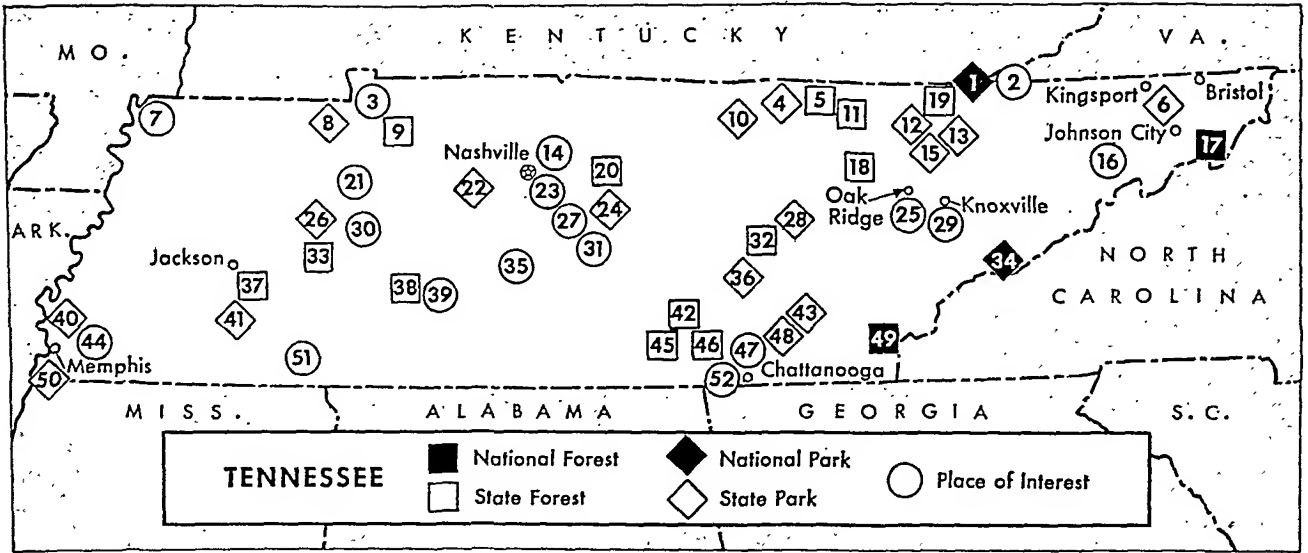 KENTUCKY
MO.
VA.
1
2
3
4
5
6
7
8
9
10
11
12
13
14
15
16
17
18
19
20
21
22
23
24
25
26
27
28
29
30
31
32
33
34
35
36
37
38
39
40
41
42
43
44
45
46
47
48
49
50
51
52
Kingsport
Bristol
Johnson City
Nashville
Oak
Ridge
Knoxville
ARK.
Jackson
NORTH
CAROLINA
Memphis
Chattanooga
MISS.
ALABAMA
GEORGIA
S.C.
TENNESSEE
National Forest
National Park
State Forest
State Park
Place of Interest